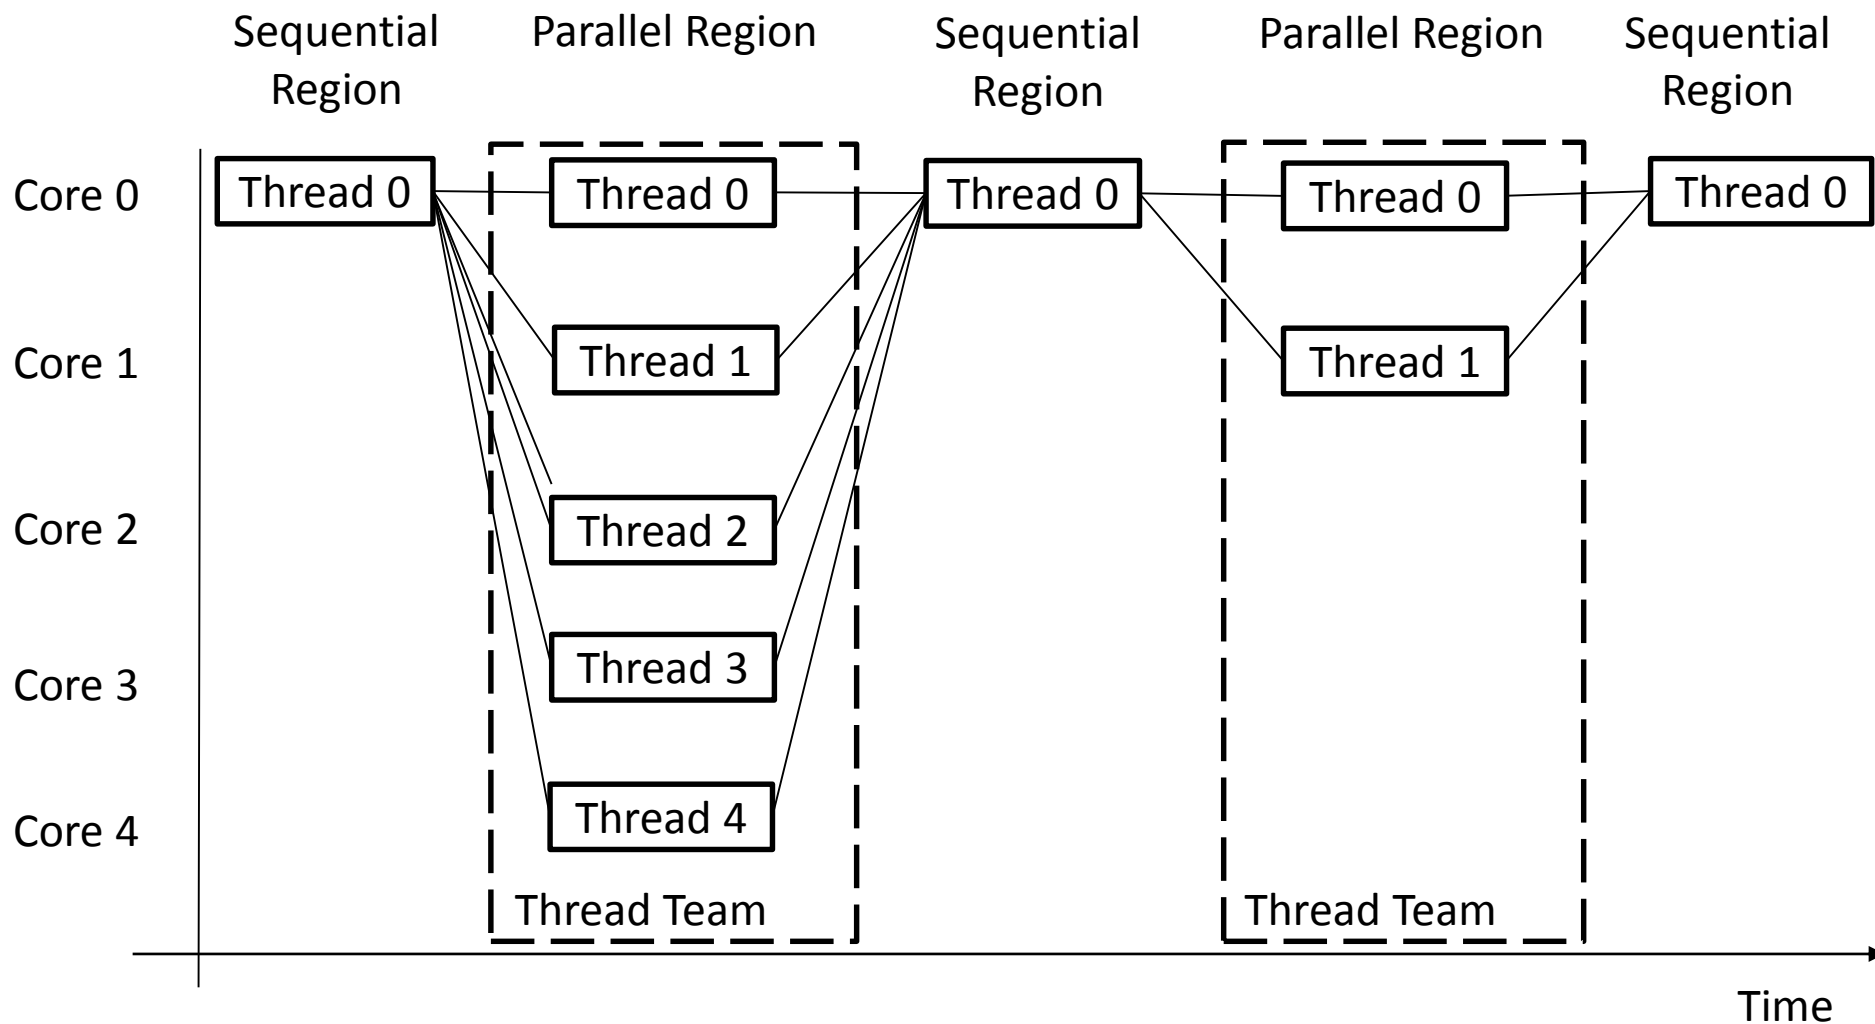 Sequential
Region
Parallel Region
Sequential
Region
Parallel Region
Sequential
Region
Core 0
Thread 0
Thread 0
Thread 0
Thread 0
Thread 0
Core 1
Thread 1
Thread 1
Core 2
Thread 2
Core 3
Thread 3
Core 4
Thread 4
Thread Team
Thread Team
Time